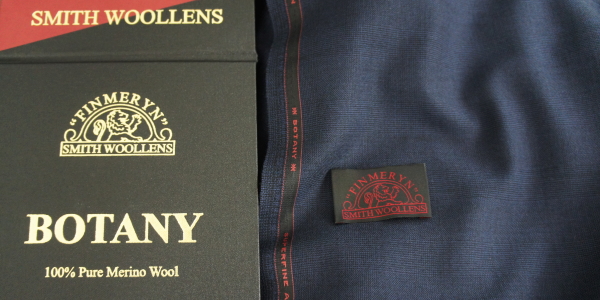 SMITH WOOLLENS
"FINMERYN"
SMITH WOOLLENS
BOTANY
100% Pure Merino Wool
* BOTANY *
"FINMERYN"
SMITH WOOLLENS